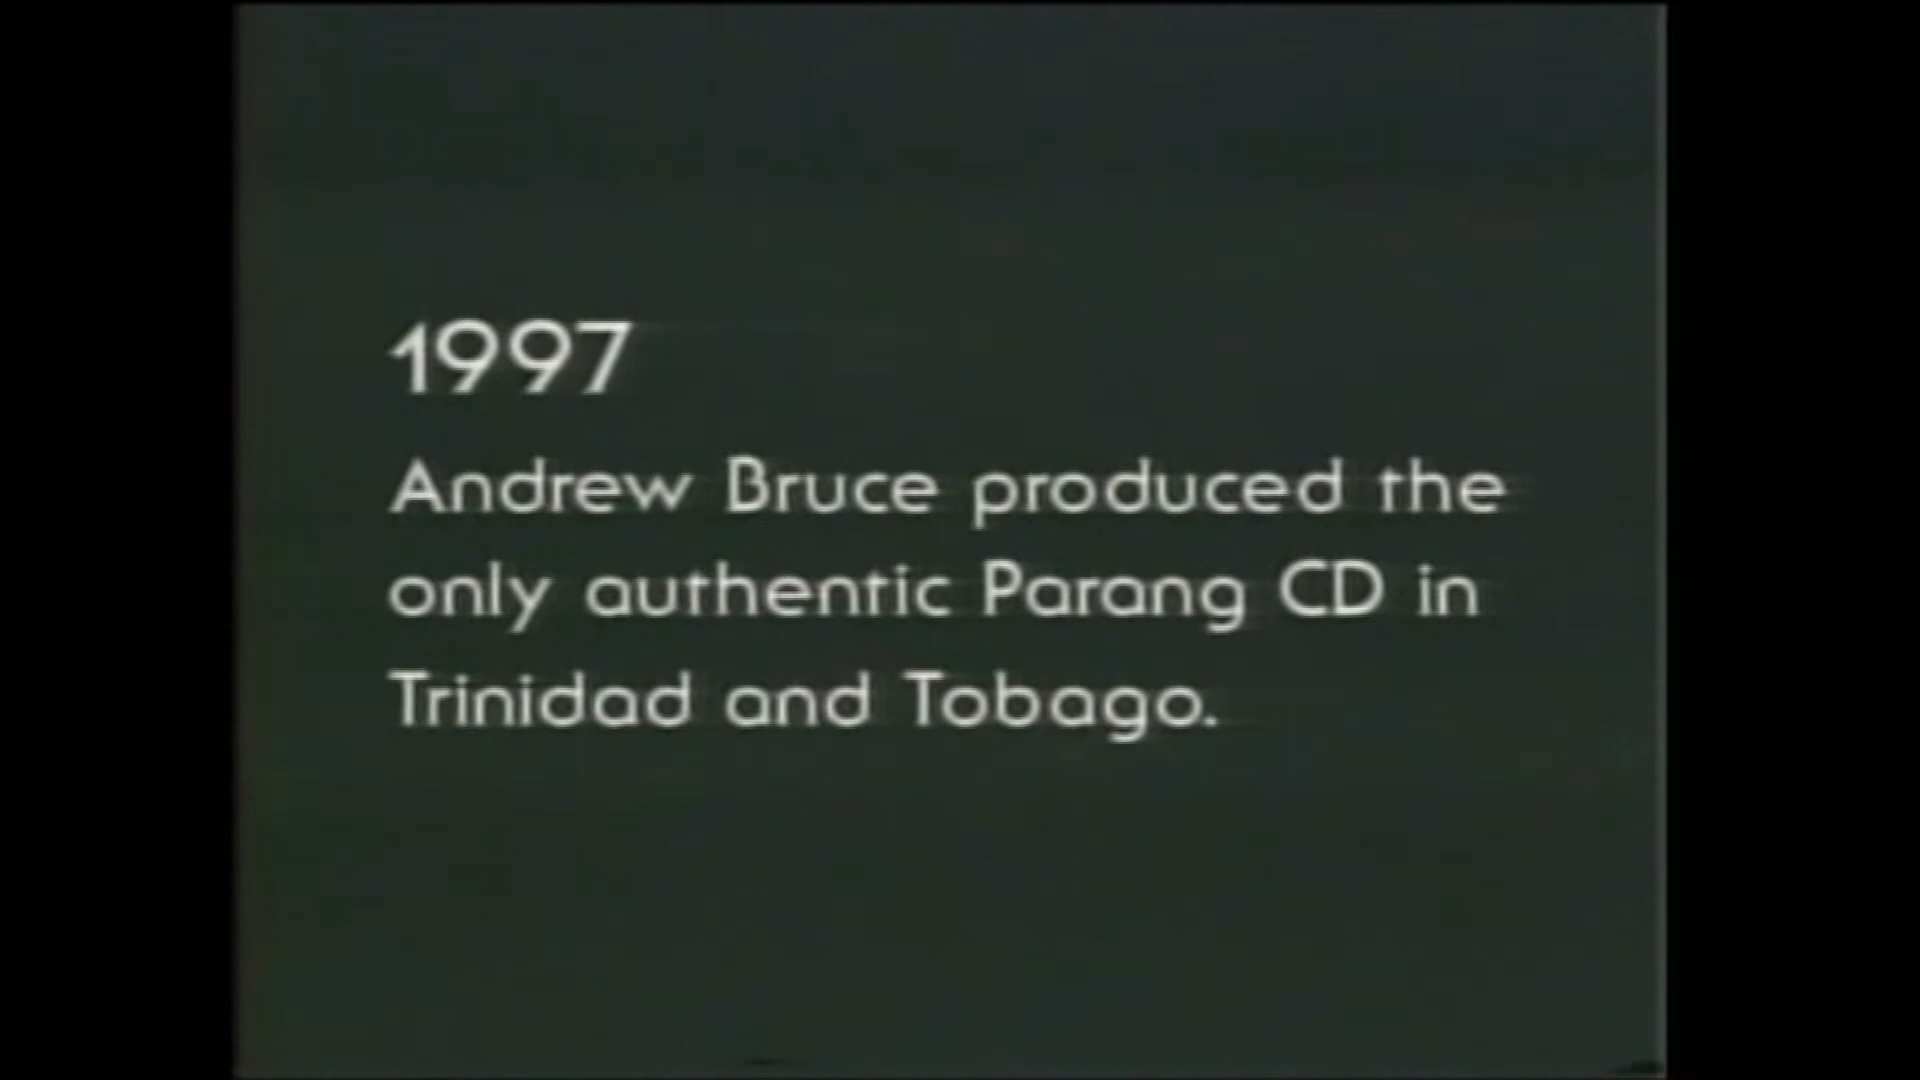 1997
Andrew Bruce produced the
only authentic Parang CD in
Trinidad and Tobago.